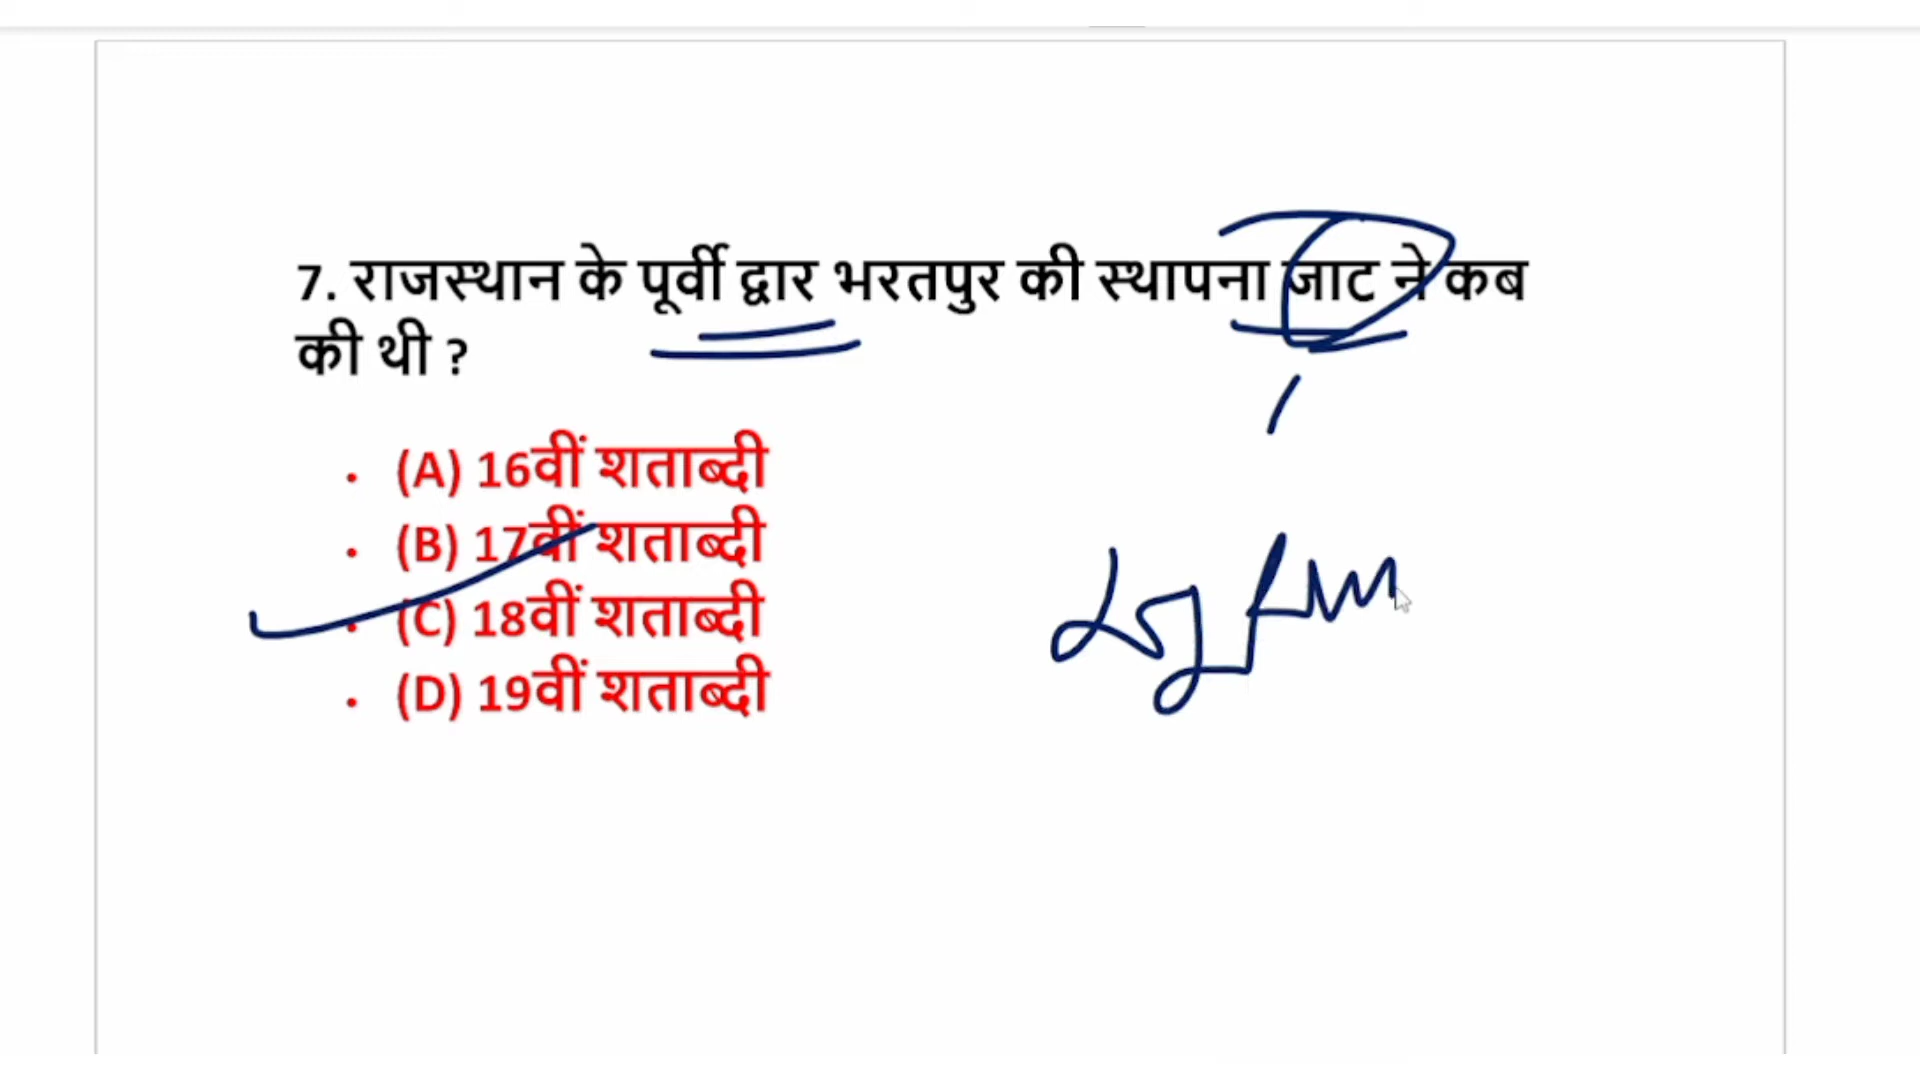 7. राजस्थान के पूर्वी द्वार भरतपुर की स्थापना जाट ने कब
की थी ?
• (A) 16वीं शताब्दी
• (B) 17वीं शताब्दी
• (C) 18वीं शताब्दी
• (D) 19वीं शताब्दी